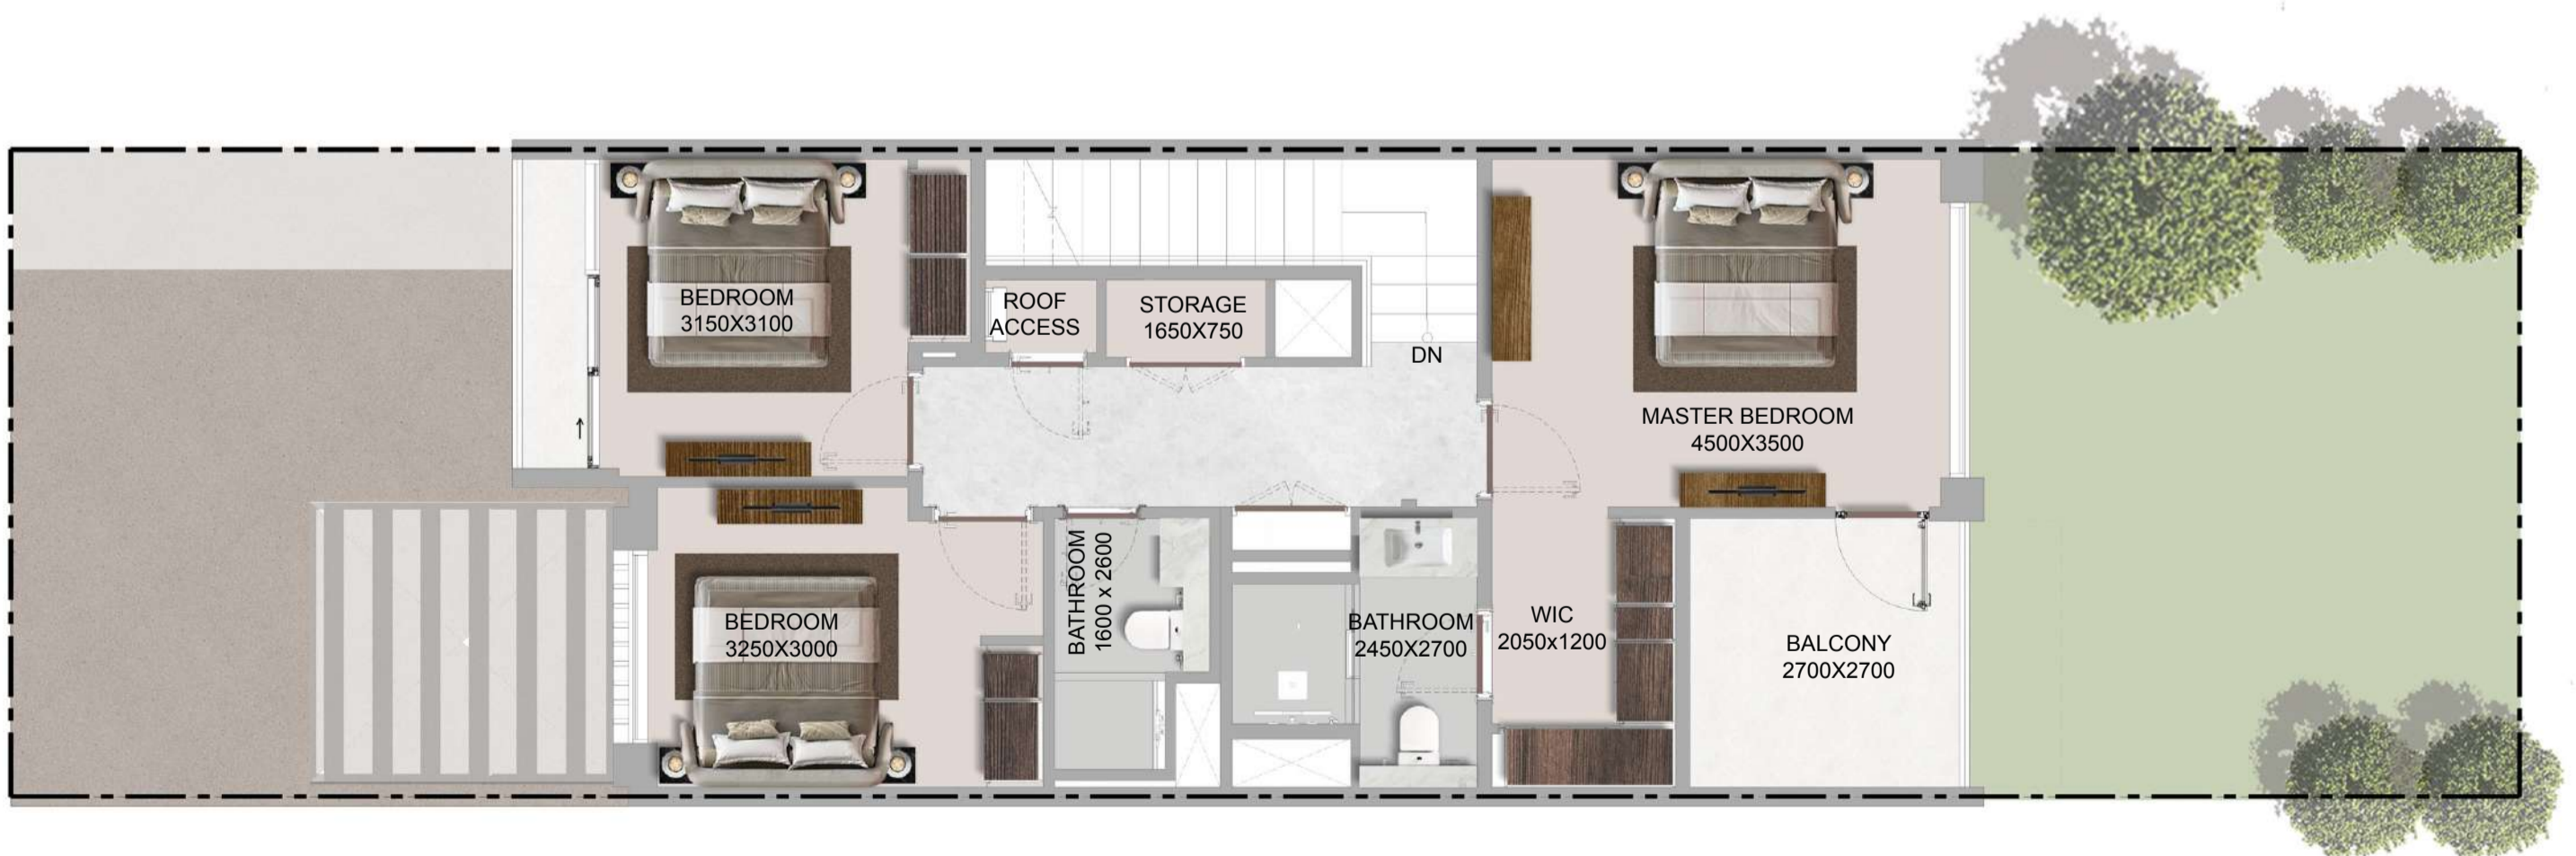 BEDROOM
3150X3100
ROOF
ACCESS
STORAGE
1650X750
DN
MASTER BEDROOM
4500X3500
BEDROOM
3250X3000
BATHROOM
1600 x 2600
BATHROOM
2450X2700
WIC
2050x1200
BALCONY
2700X2700